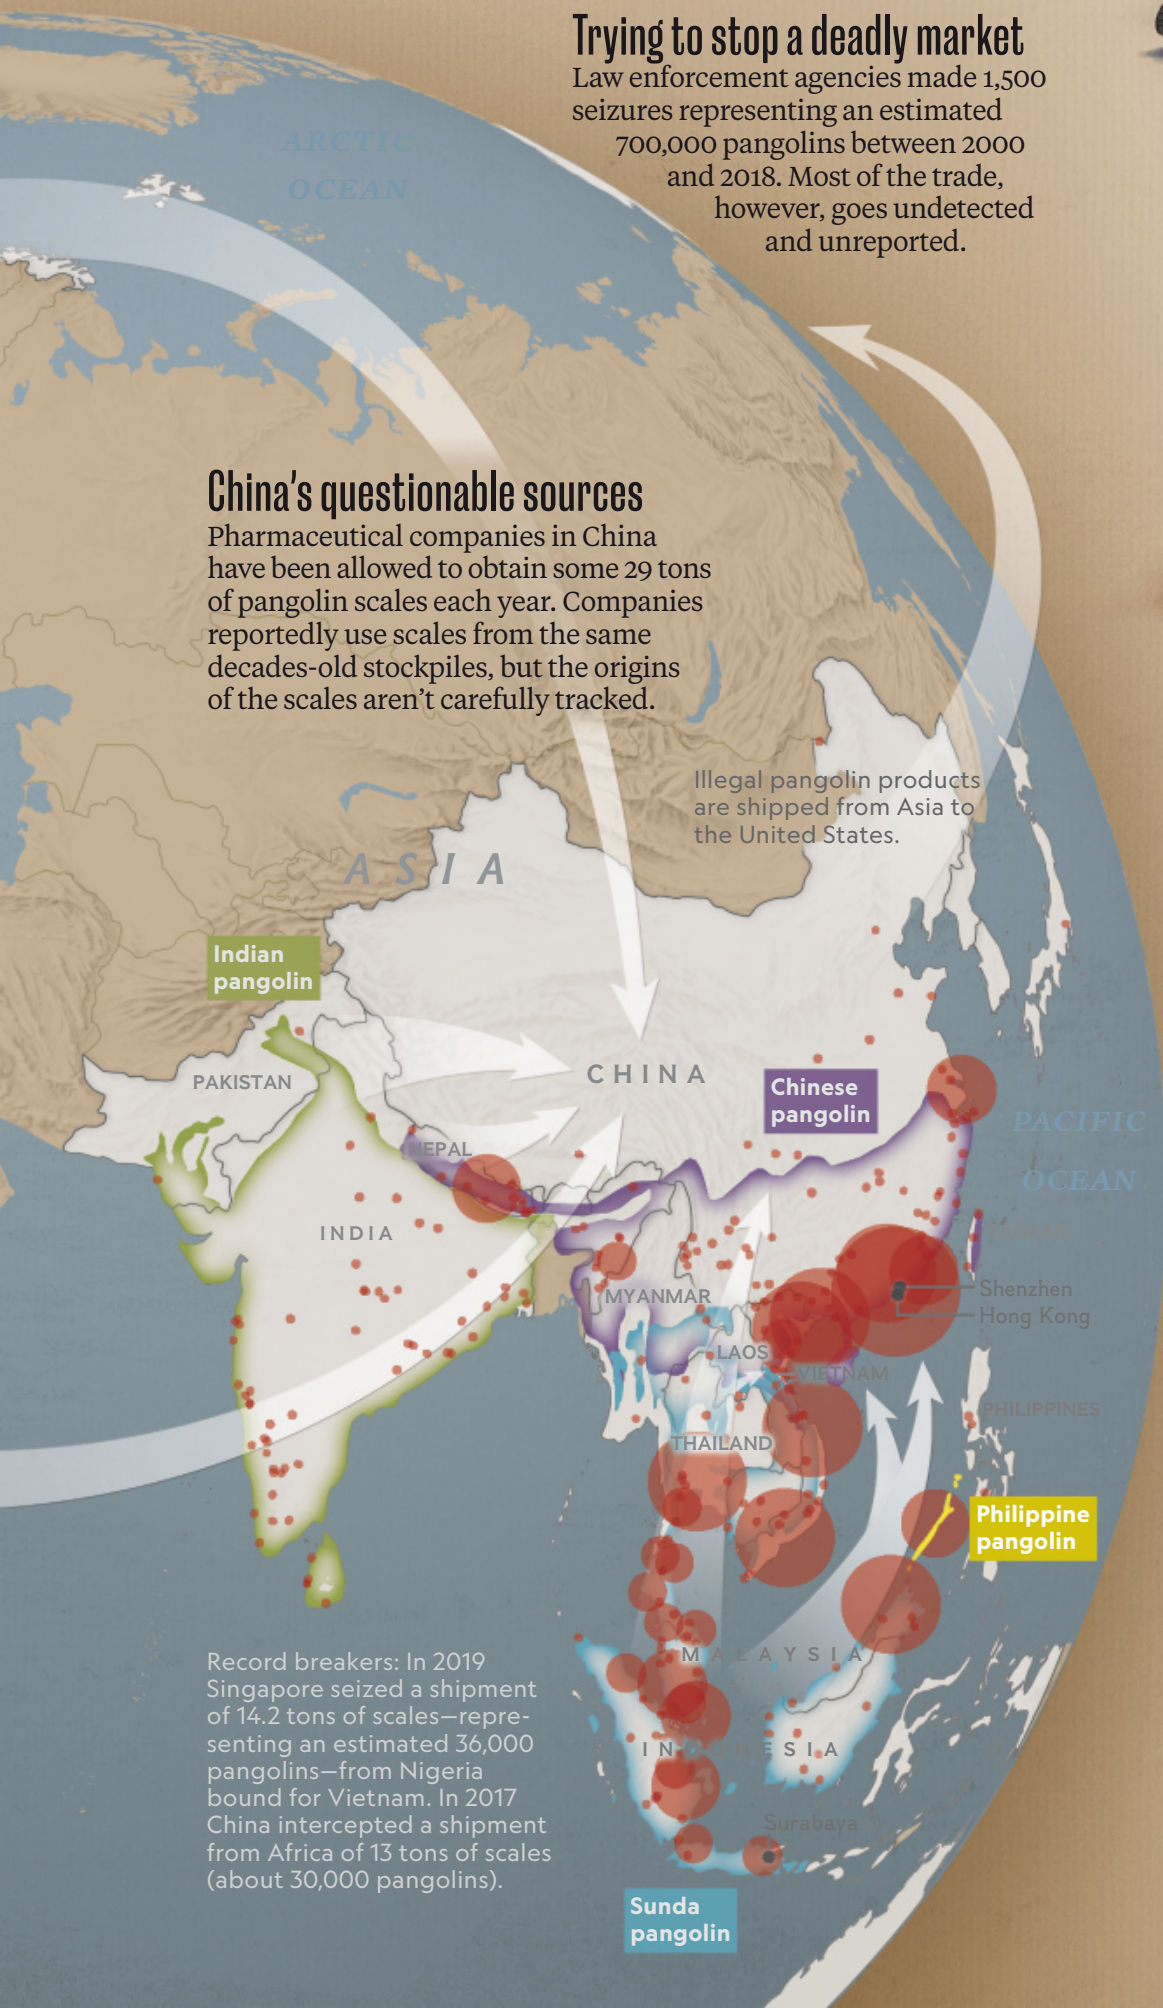 Trying to stop a deadly market
Law enforcement agencies made 1,500
seizures representing an estimated
700,000 pangolins between 2000
and 2018. Most of the trade,
however, goes undetected
and unreported.
ARCTIC
OCEAN
China's questionable sources
Pharmaceutical companies in China
have been allowed to obtain some 29 tons
of pangolin scales each year. Companies
reportedly use scales from the same
decades-old stockpiles, but the origins
of the scales aren't carefully tracked.
Illegal pangolin products
are shipped from Asia to
the United States.
ASIA
Indian
pangolin
PAKISTAN
CHINA
Chinese
pangolin
PACIFIC
OCEAN
NEPAL
INDIA
MYANMAR
Shenzhen
Hong Kong
LAOS
VIETNAM
PHILIPPINES
THAILAND
Philippine
pangolin
MALAYSIA
Record breakers: In 2019
Singapore seized a shipment
of 14.2 tons of scales—repre-
senting an estimated 36,000
pangolins—from Nigeria
bound for Vietnam. In 2017
China intercepted a shipment
from Africa of 13 tons of scales
(about 30,000 pangolins).
INDONESIA
Surabaya
Sunda
pangolin